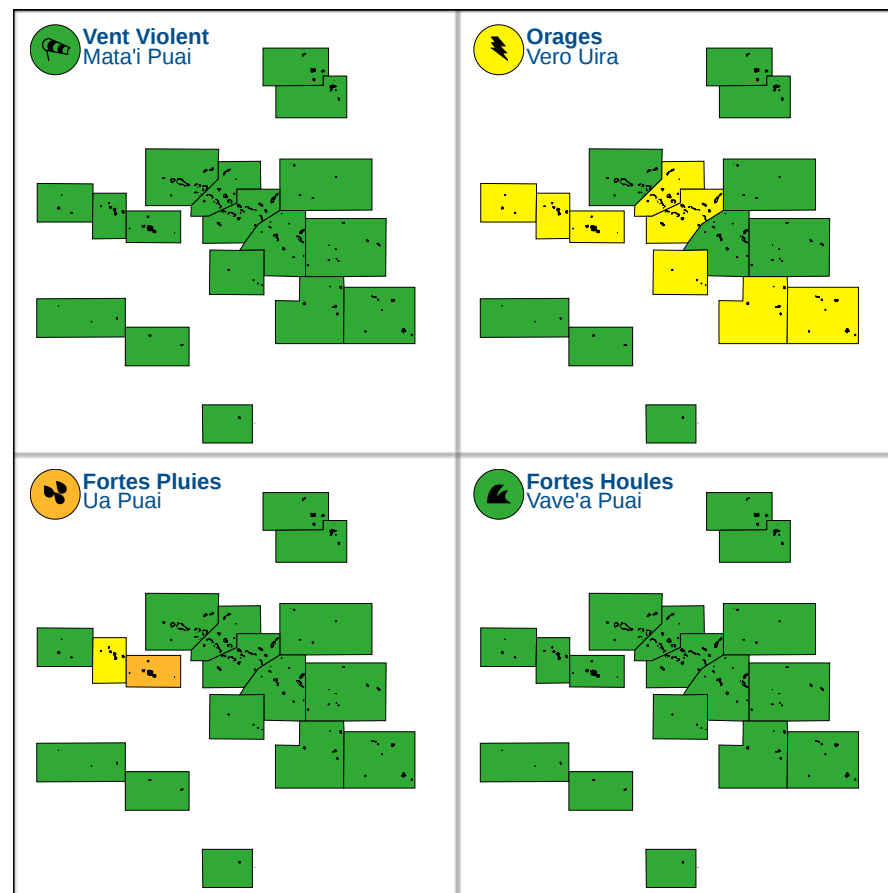 Vent Violent
Mata'i Puai
Orages
Vero Uira
Fortes Pluies
Ua Puai
Fortes Houles
Vave'a Puai